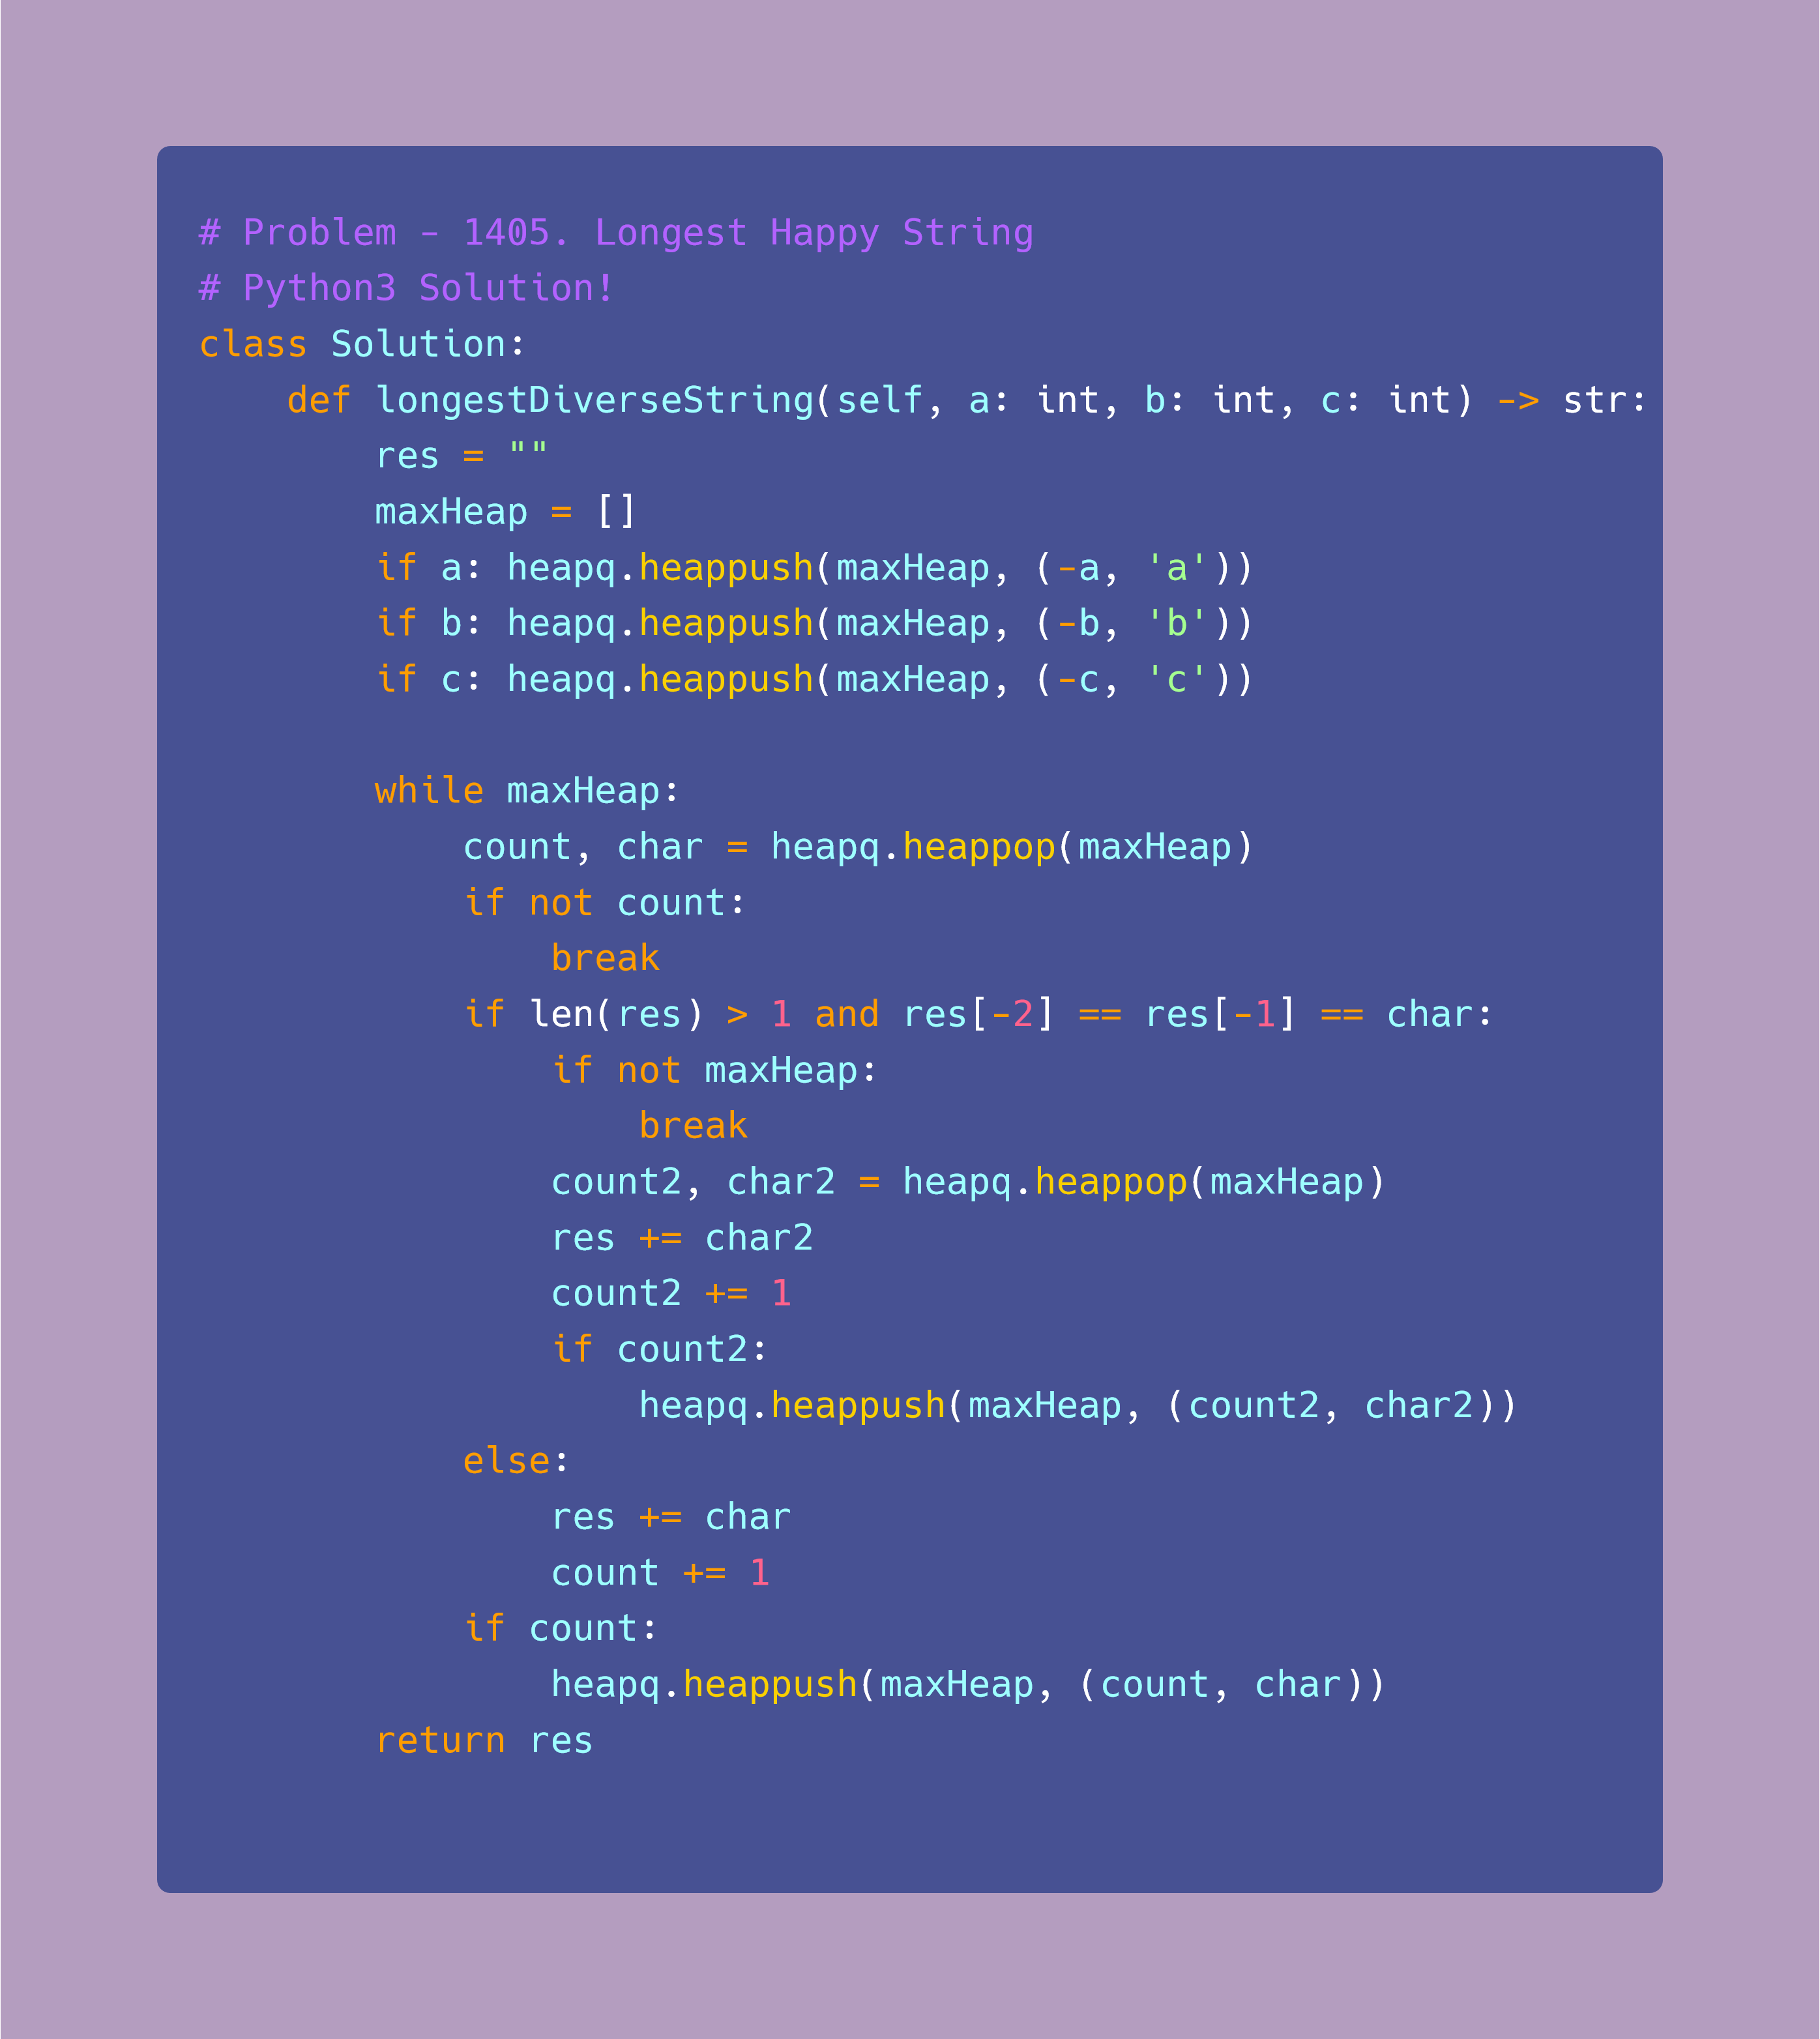 # Problem - 1405. Longest Happy String
# Python3 Solution!
class Solution:
    def longestDiverseString(self, a: int, b: int, c: int) -> str:
        res = ""
        maxHeap = []
        if a: heapq.heappush(maxHeap, (-a, 'a'))
        if b: heapq.heappush(maxHeap, (-b, 'b'))
        if c: heapq.heappush(maxHeap, (-c, 'c'))

        while maxHeap:
            count, char = heapq.heappop(maxHeap)
            if not count:
                break
            if len(res) > 1 and res[-2] == res[-1] == char:
                if not maxHeap:
                    break
                count2, char2 = heapq.heappop(maxHeap)
                res += char2
                count2 += 1
                if count2:
                    heapq.heappush(maxHeap, (count2, char2))
            else:
                res += char
                count += 1
            if count:
                heapq.heappush(maxHeap, (count, char))
        return res